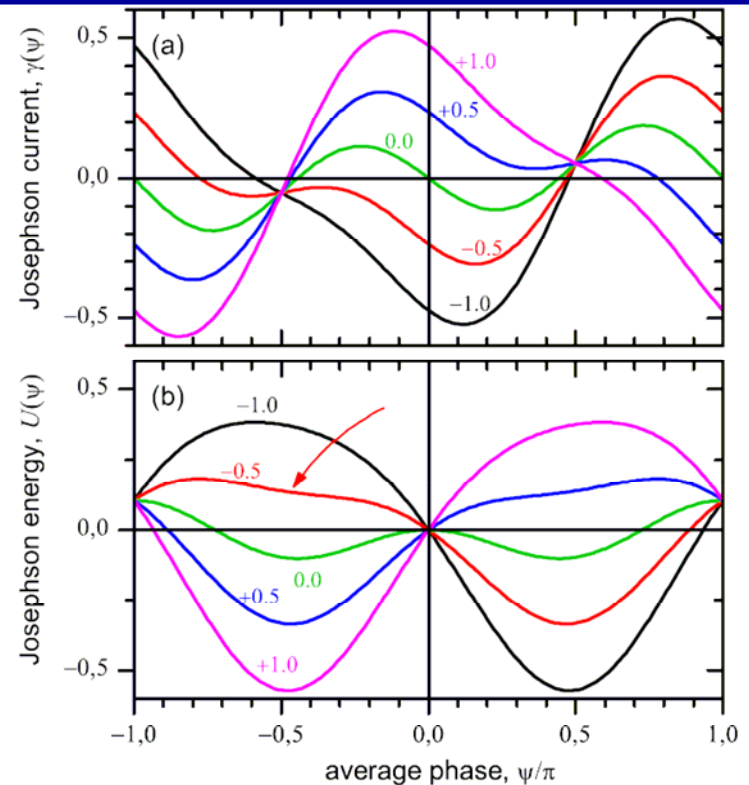 Josephson current, γ(ψ)
(a)
0,5
0,0
−0,5
+1.0
+0.5
0.0
−0.5
−1.0
Josephson energy, U(ψ)
(b)
0,5
0,0
−0,5
−1.0
−0.5
0.0
+0.5
+1.0
−1,0 −0,5 0,0 0,5 1,0
average phase, ψ/π